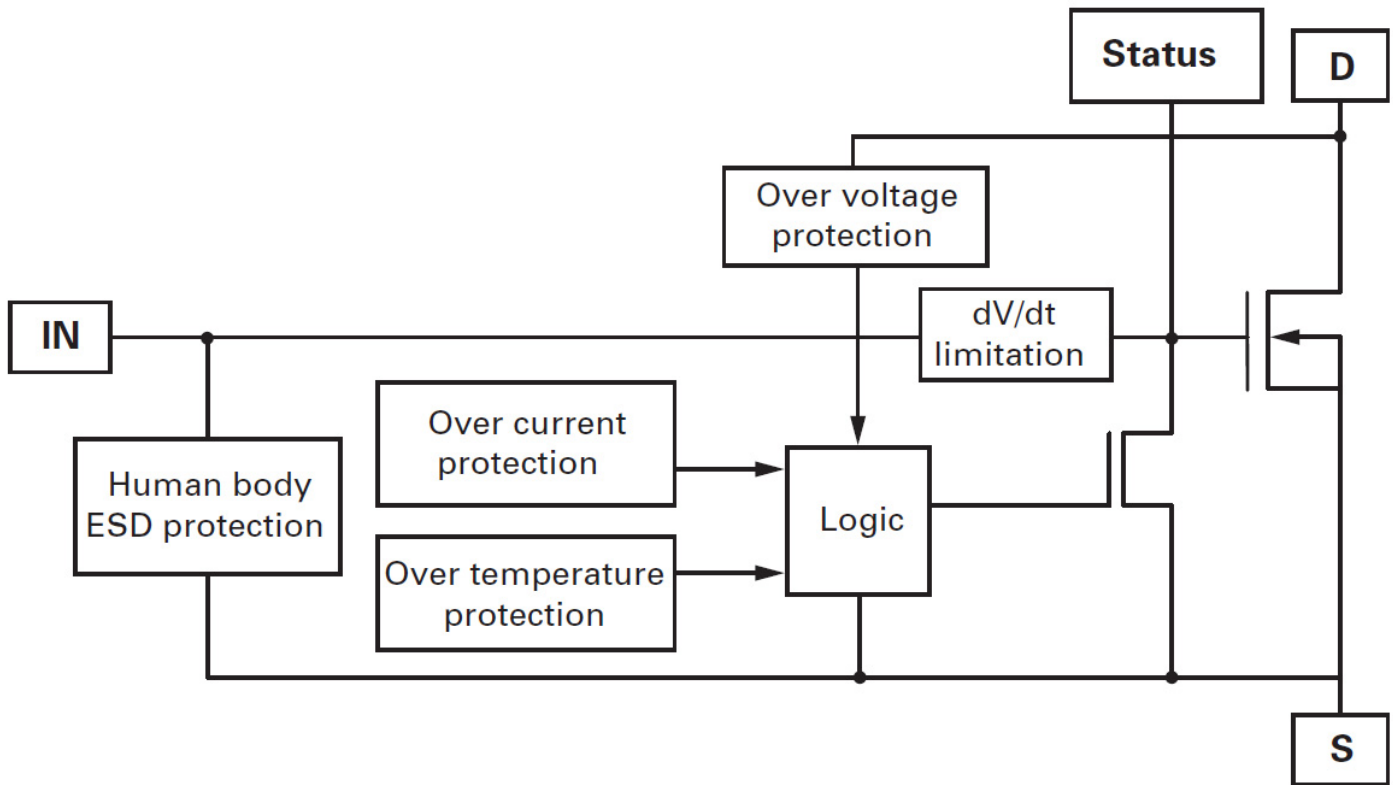 Status
D
Over voltage
protection
IN
dV/dt
limitation
Over current
protection
Human body
ESD protection
Logic
Over temperature
protection
S